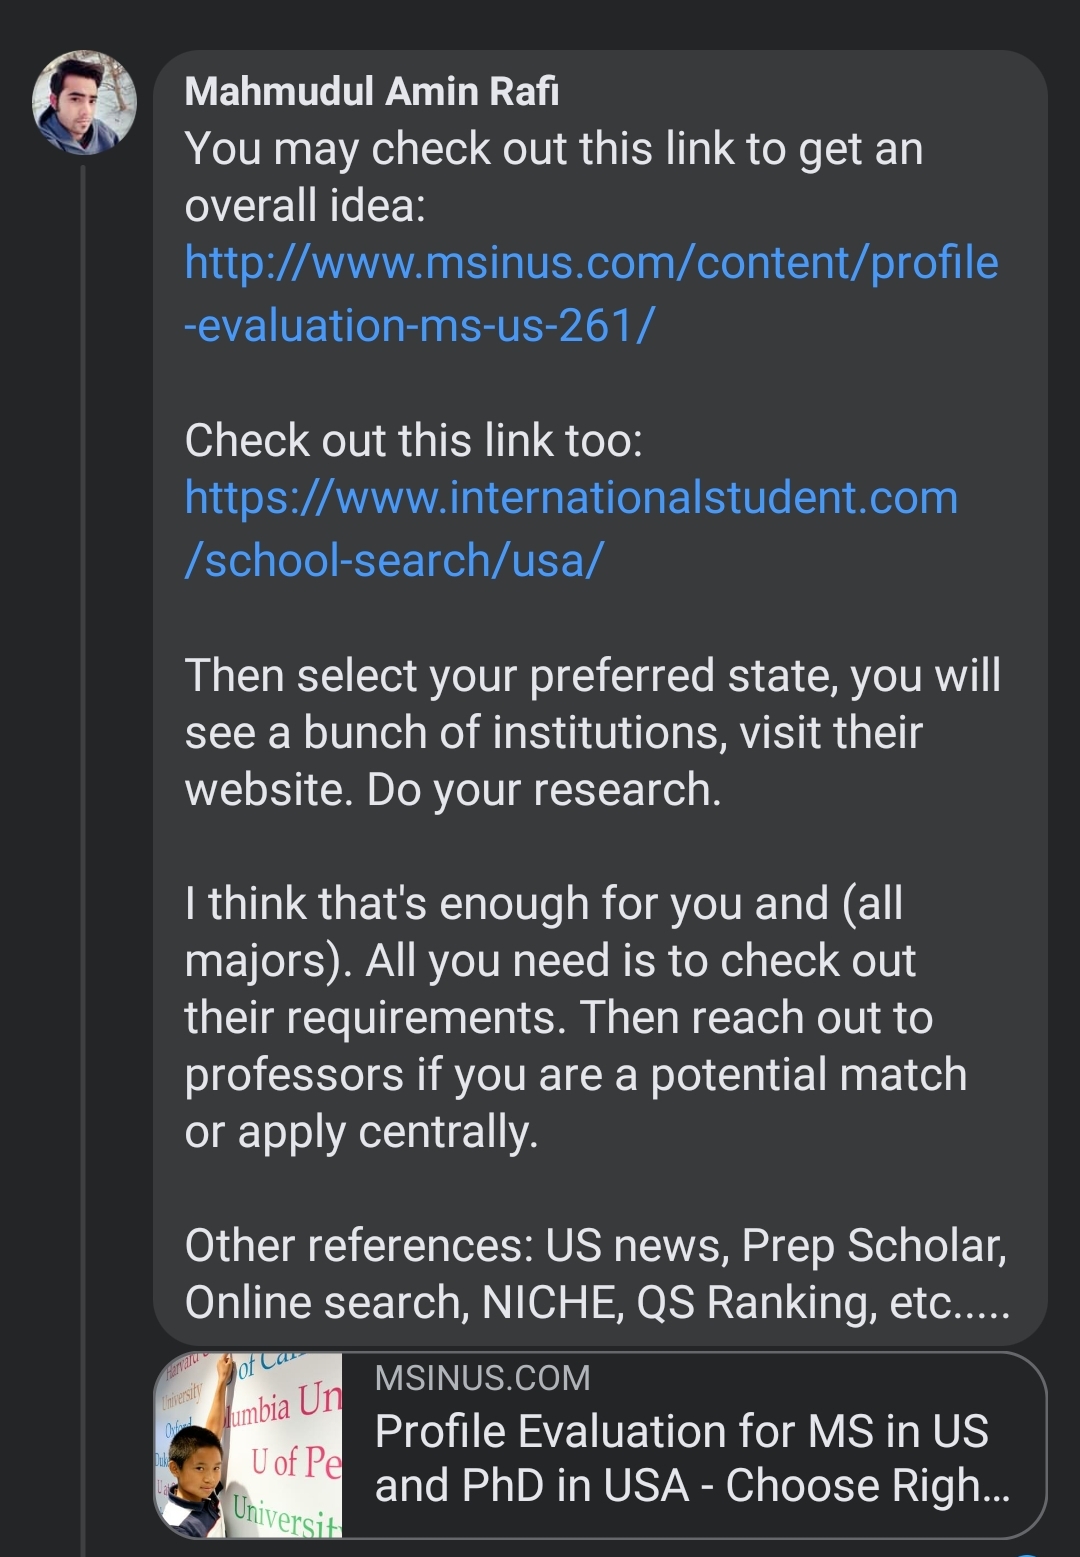 Mahmudul Amin Rafi
You may check out this link to get an
overall idea:
http://www.msinus.com/content/profile
-evaluation-ms-us-261/
Check out this link too:
https://www.internationalstudent.com
/school-search/usa/
Then select your preferred state, you will
see a bunch of institutions, visit their
website. Do your research.
I think that's enough for you and (all
majors). All you need is to check out
their requirements. Then reach out to
professors if you are a potential match
or apply centrally.
Other references: US news, Prep Scholar,
Online search, NICHE, QS Ranking, etc.....
Harvard
of
University
Un
Oxford
U of Pe
MSINUS.COM
Profile Evaluation for MS in US
and PhD in USA - Choose Righ...